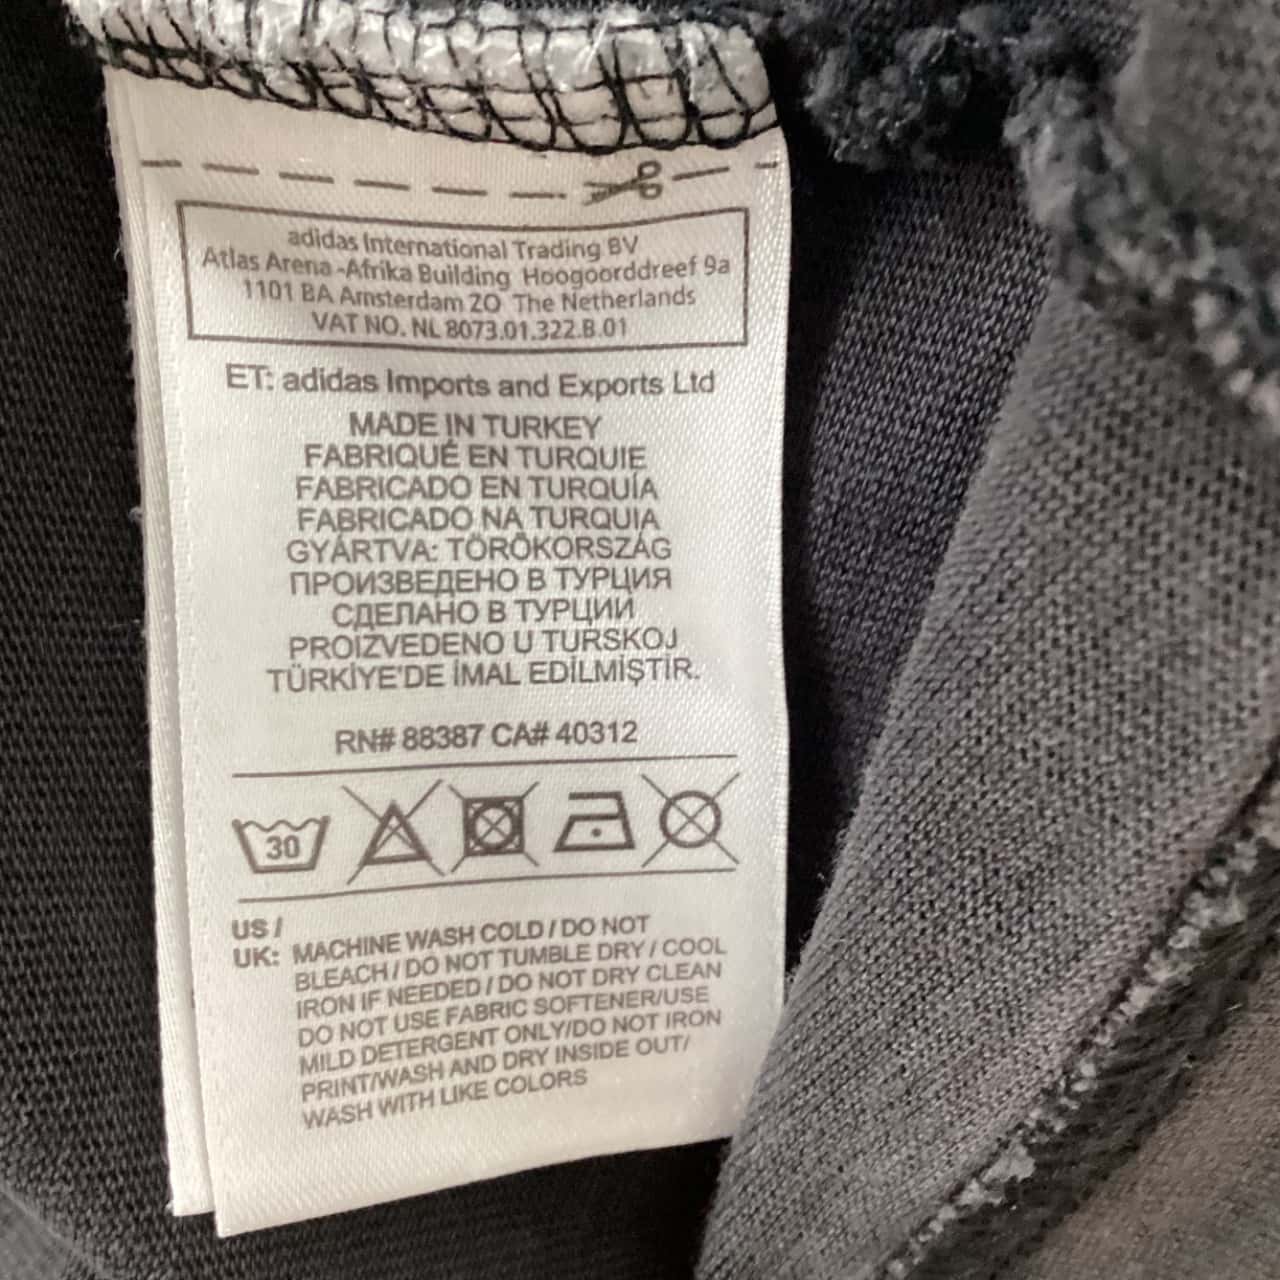 adidas International Trading BV
Atlas Arena -Afrika Building Hoogoorddreef 9a
1101 BA Amsterdam ZO The Netherlands
VAT NO. NL 8073.01.322.B.01
ET: adidas Imports and Exports Ltd
MADE IN TURKEY
FABRIQUÉ EN TURQUIE
FABRICADO EN TURQUÍA
FABRICADO NA TURQUIA
GYÁRTVA: TÖRÖKORSZÁG
ПРОИЗВЕДЕНО В ТУРЦИЯ
СДЕЛАНО В ТУРЦИИ
PROIZVEDENO U TURSKOJ
TÜRKİYE'DE İMAL EDİLMİŞTİR.
RN# 88387 CA# 40312
30
US /
UK: MACHINE WASH COLD / DO NOT
BLEACH / DO NOT TUMBLE DRY / COOL
IRON IF NEEDED / DO NOT DRY CLEAN
DO NOT USE FABRIC SOFTENER/USE
MILD DETERGENT ONLY/DO NOT IRON
PRINT/WASH AND DRY INSIDE OUT/
WASH WITH LIKE COLORS